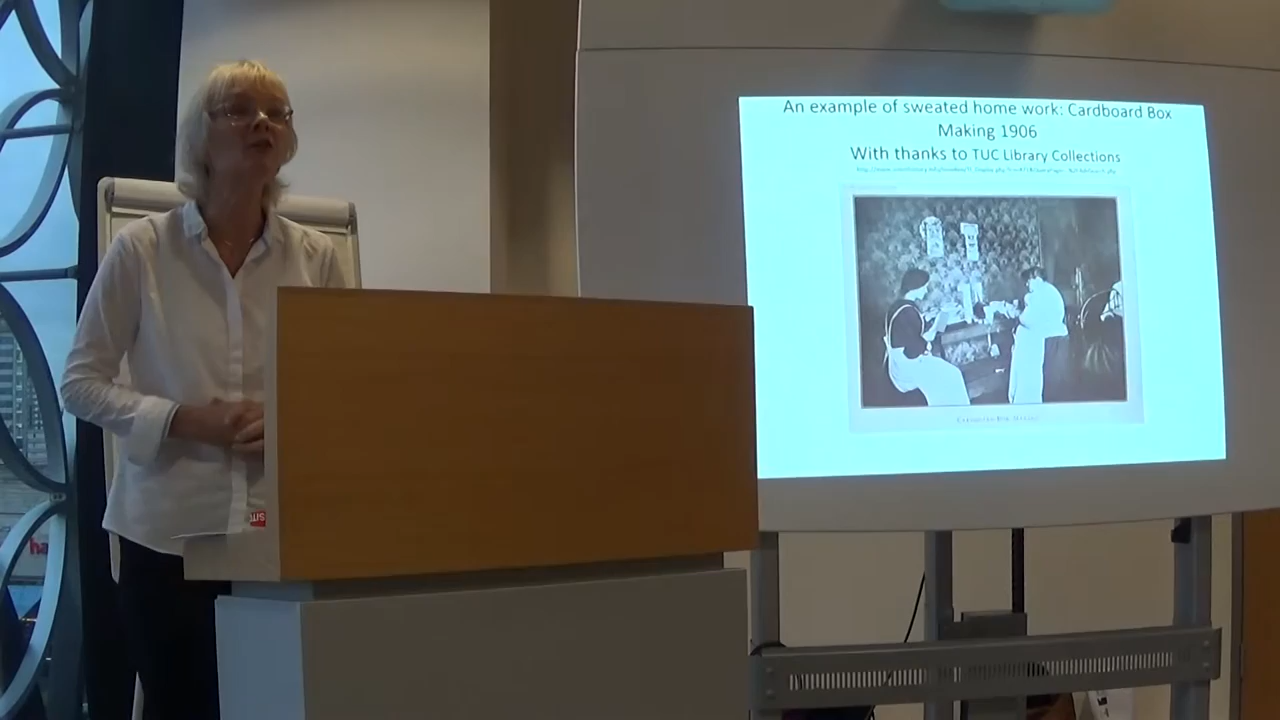 An example of sweated home work: Cardboard Box
Making 1906
With thanks to TUC Library Collections